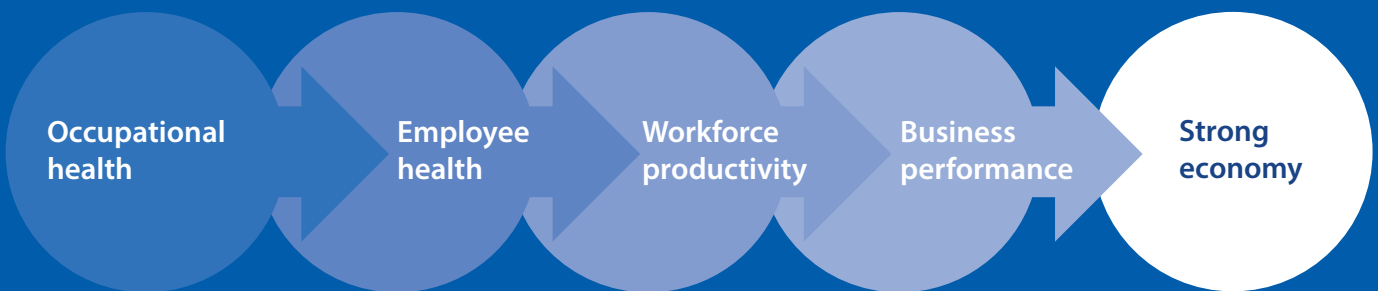 Occupational
health
Employee
health
Workforce
productivity
Business
performance
Strong
economy